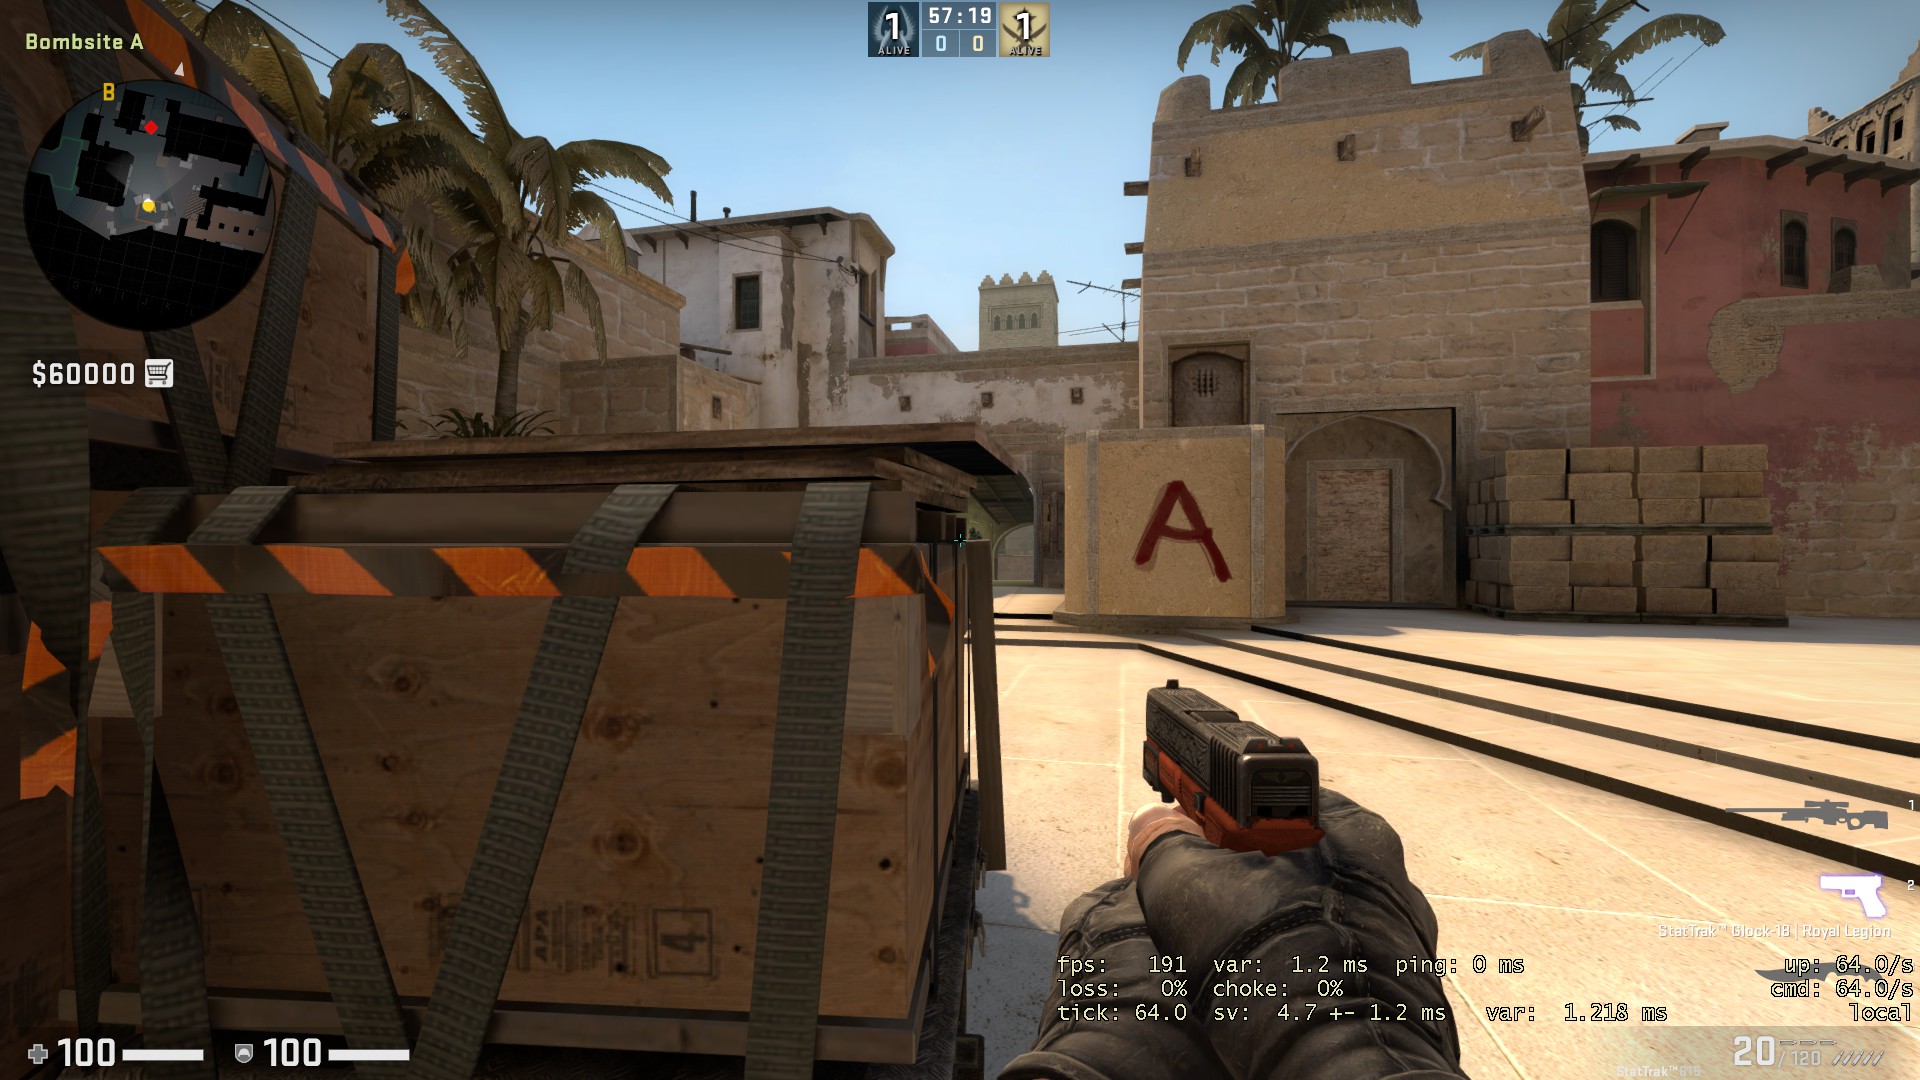 Bombsite A
B
1
ALIVE
57:19
0 0
1
ALIVE
$60000
A
4
1
2
StatTrak™ Glock-18 | Royal Legion
fps: 191 var: 1.2 ms ping: 0 ms
loss: 0% choke: 0%
tick: 64.0 sv: 4.7 +- 1.2 ms var: 1.218 ms
up: 64.0/s
cmd: 64.0/s
local
100
100
20 / 120